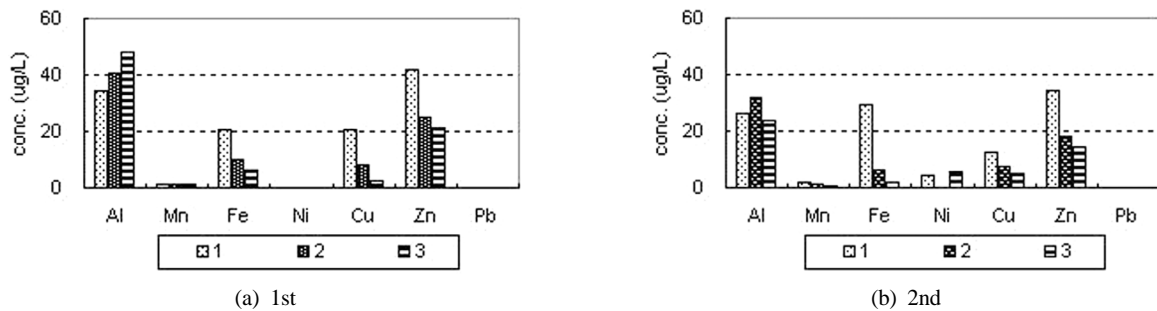 conc. (ug/L)
60
40
20
0
Al Mn Fe Ni Cu Zn Pb
1 2 3
(a) 1st
conc. (ug/L)
60
40
20
0
Al Mn Fe Ni Cu Zn Pb
1 2 3
(b) 2nd